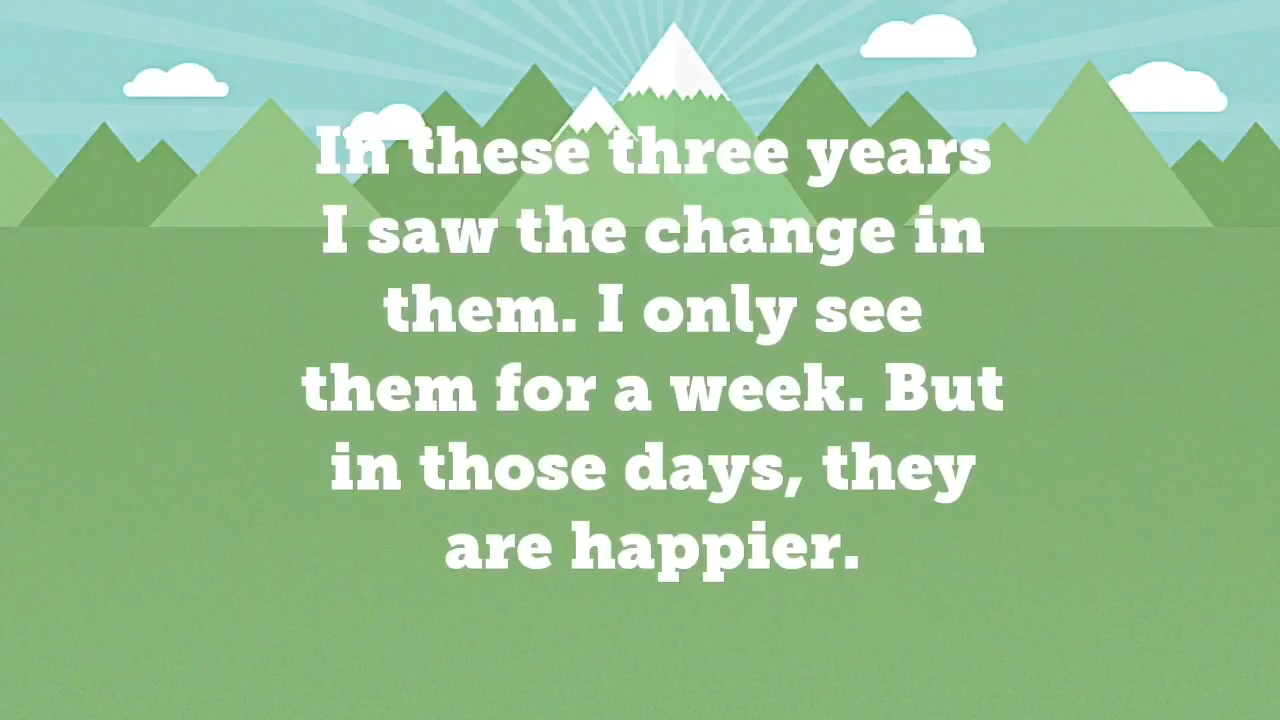 In these three years
I saw the change in
them. I only see
them for a week. But
in those days, they
are happier.